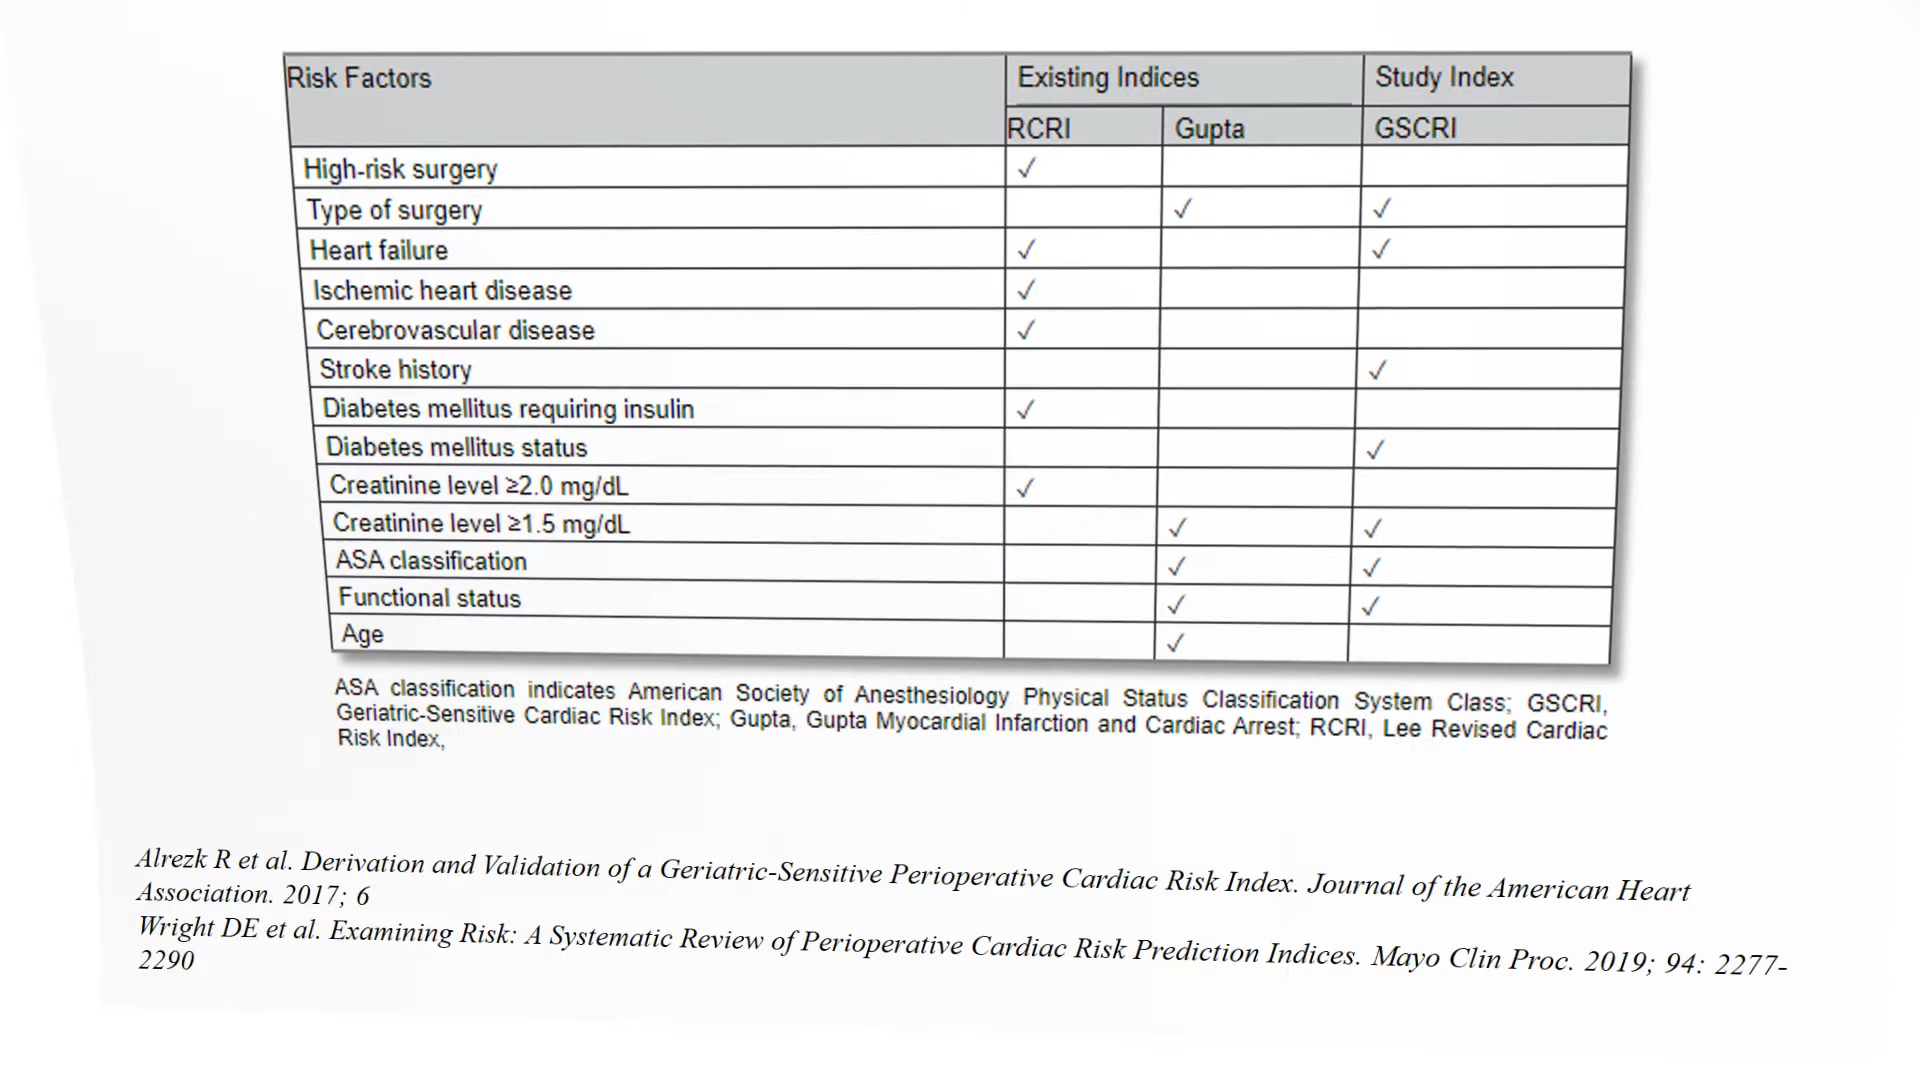 Risk Factors Existing Indices Study Index
RCRI Gupta GSCRI
High-risk surgery ✓
Type of surgery ✓ ✓
Heart failure ✓ ✓
Ischemic heart disease ✓
Cerebrovascular disease ✓
Stroke history ✓
Diabetes mellitus requiring insulin ✓
Diabetes mellitus status ✓
Creatinine level ≥2.0 mg/dL ✓
Creatinine level ≥1.5 mg/dL ✓ ✓
ASA classification ✓ ✓
Functional status ✓ ✓
Age ✓
ASA classification indicates American Society of Anesthesiology Physical Status Classification System Class; GSCRI,
Geriatric-Sensitive Cardiac Risk Index; Gupta, Gupta Myocardial Infarction and Cardiac Arrest; RCRI, Lee Revised Cardiac
Risk Index,
Alrezk R et al. Derivation and Validation of a Geriatric-Sensitive Perioperative Cardiac Risk Index. Journal of the American Heart
Association. 2017; 6
Wright DE et al. Examining Risk: A Systematic Review of Perioperative Cardiac Risk Prediction Indices. Mayo Clin Proc. 2019; 94: 2277-
2290